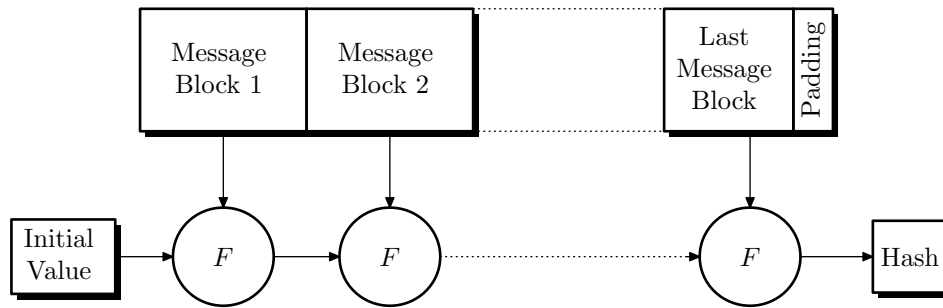 Message
Block 1
Message
Block 2
Last
Message
Block
Padding
Initial
Value
F
F
F
Hash